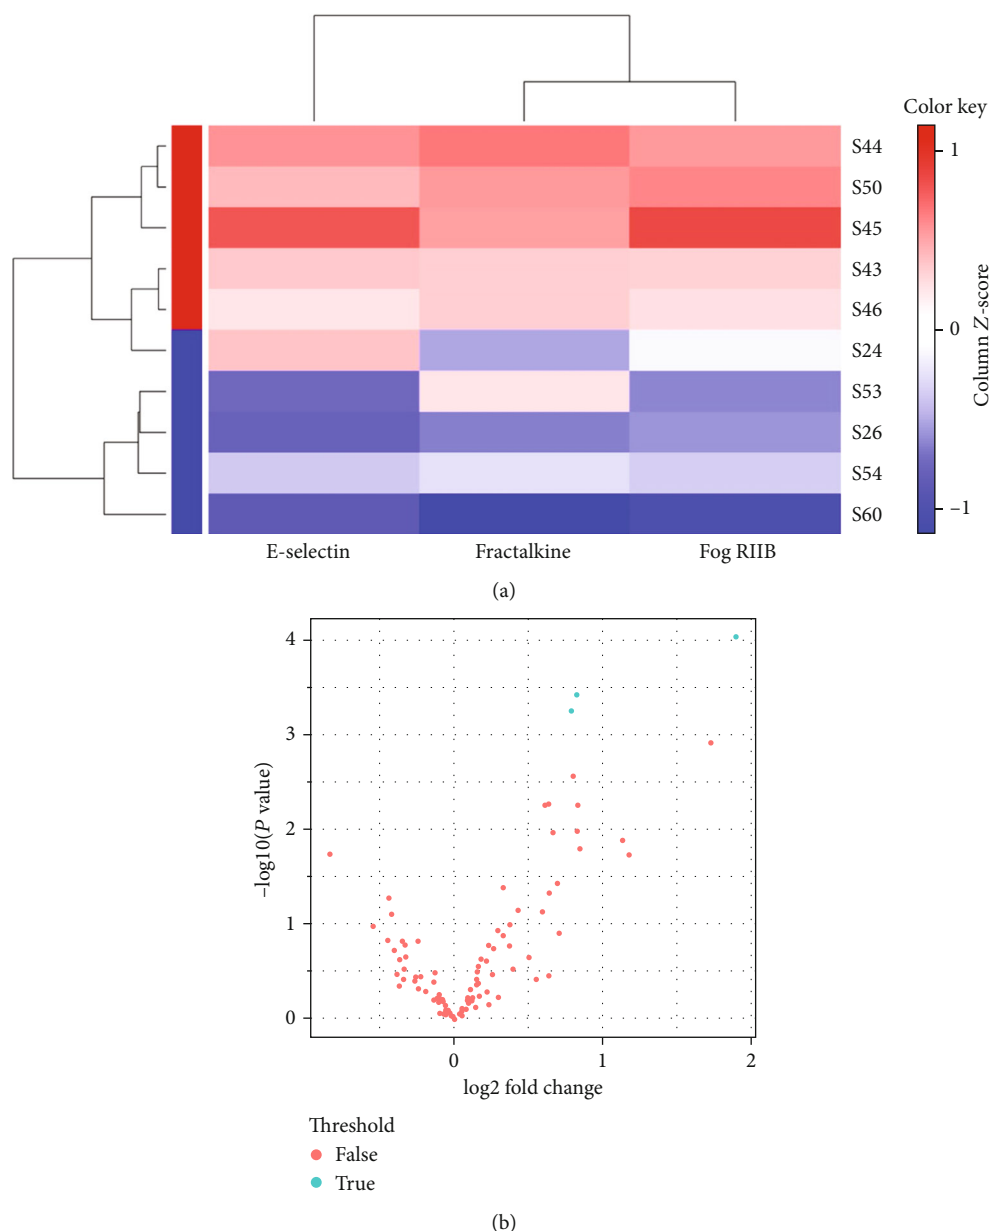 Color key
S44
S50
S45
S43
S46
S24
S53
S26
S54
S60
1
0
–1
Column Z-score
E-selectin Fractalkine Fog RIIB
(a)
4
3
2
1
0
–log10(P value)
0 1 2
log2 fold change
Threshold
False
True
(b)